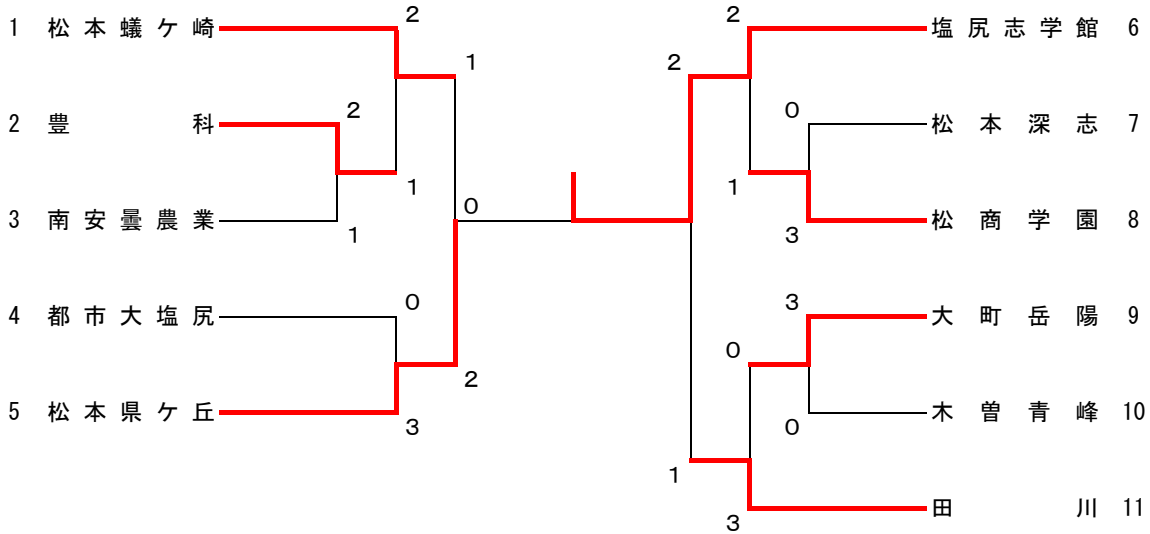 1 松本蟻ケ崎
2
1
2 豊科
2
1
3 南安曇農業
1
0
4 都市大塩尻
0
2
5 松本県ケ丘
3
2
塩尻志学館 6
2
0
松本深志 7
1
松商学園 8
3
3
大町岳陽 9
0
木曽青峰 10
0
1
田川 11
3